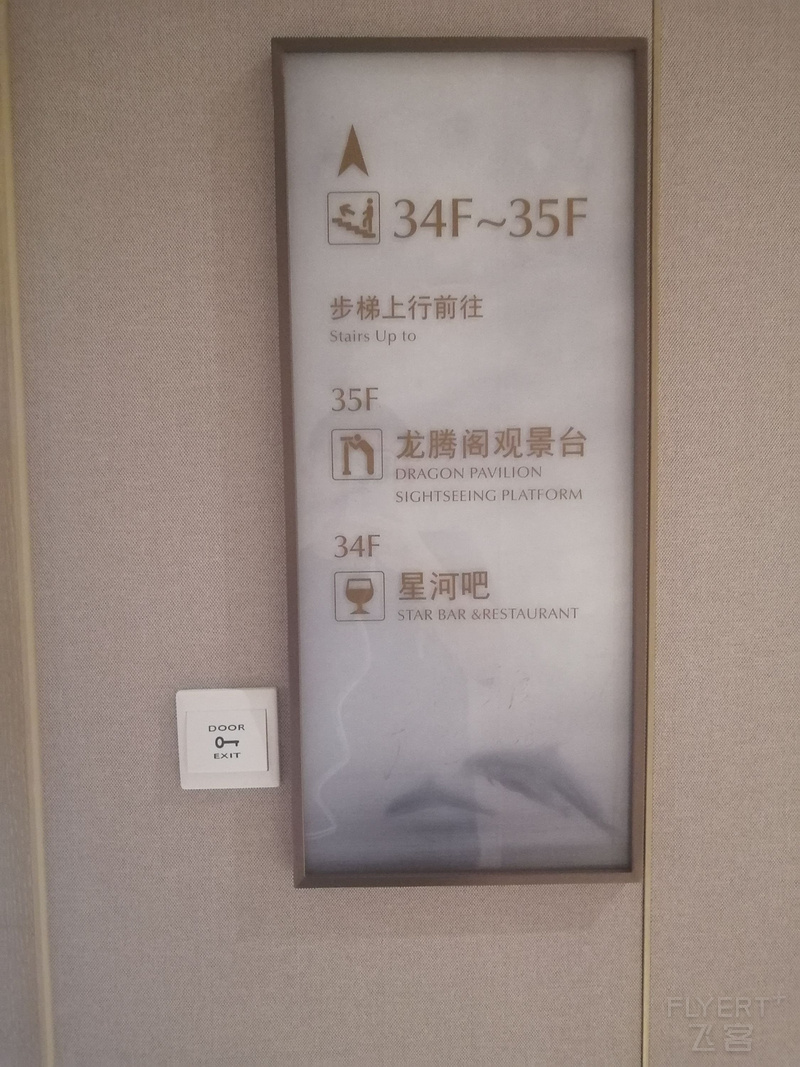 34F~35F
步梯上行前往
Stairs Up to
35F
龙腾阁观景台
DRAGON PAVILION
SIGHTSEEING PLATFORM
34F
星河吧
STAR BAR &RESTAURANT
DOOR
EXIT
FLYERT+
飞客